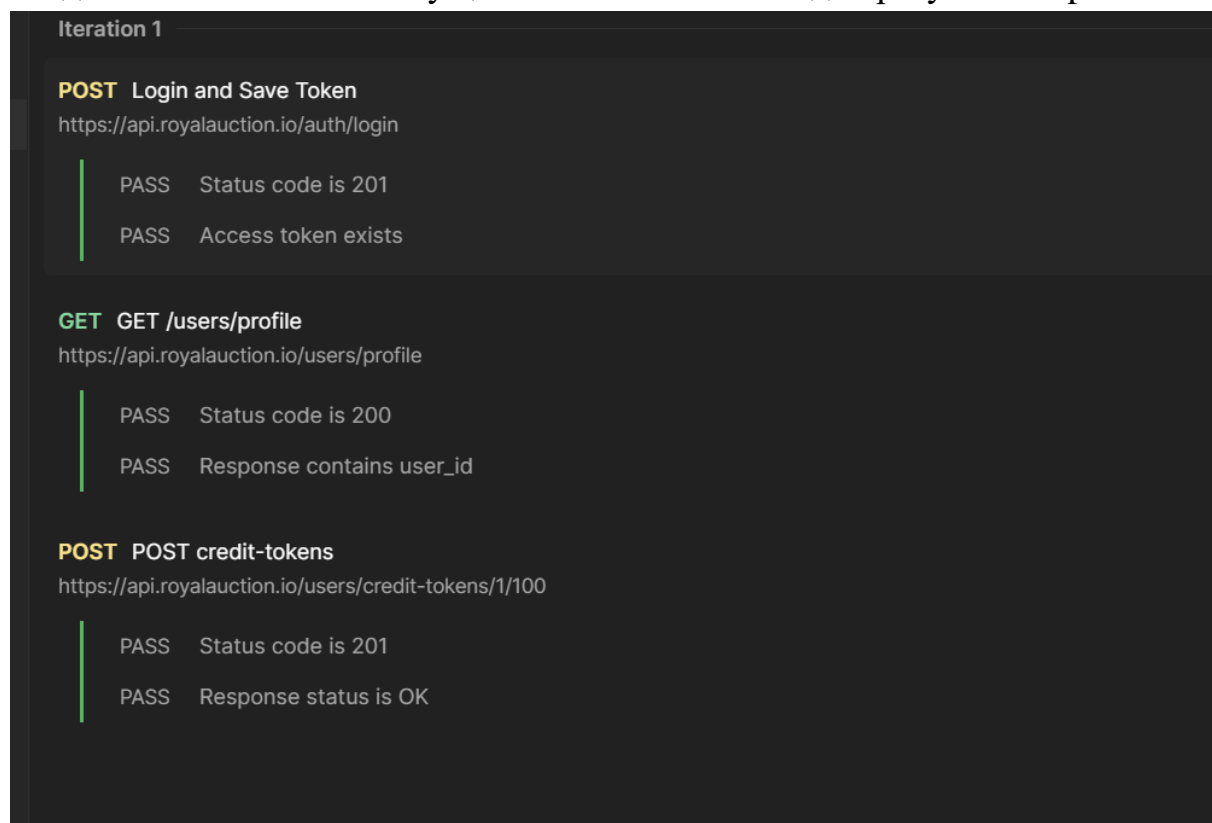 Iteration 1
POST Login and Save Token
https://api.royalauction.io/auth/login
PASS Status code is 201
PASS Access token exists
GET GET /users/profile
https://api.royalauction.io/users/profile
PASS Status code is 200
PASS Response contains user_id
POST POST credit-tokens
https://api.royalauction.io/users/credit-tokens/1/100
PASS Status code is 201
PASS Response status is OK